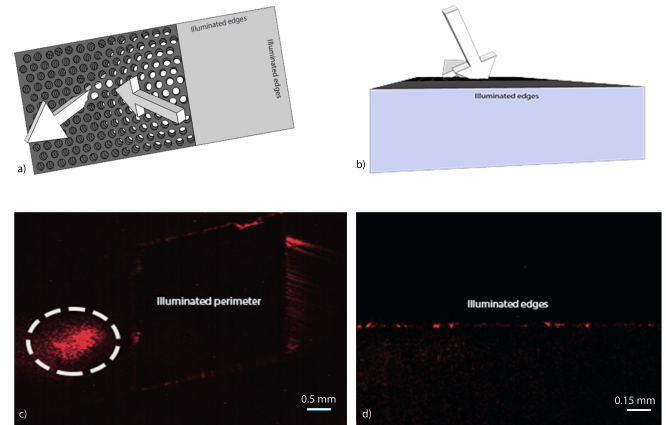 Illuminated edges
Illuminated edges
a)
Illuminated edges
b)
Illuminated perimeter
0.5 mm
c)
Illuminated edges
0.15 mm
d)